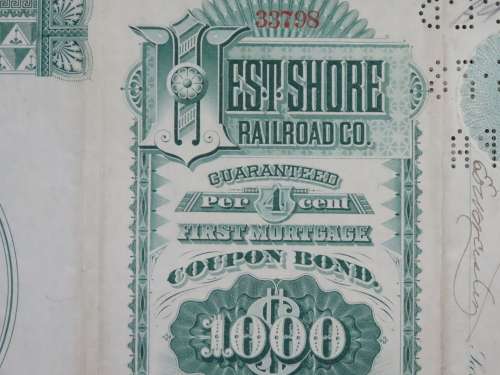 33798
WEST SHORE
RAILROAD CO.
GUARANTEED
Per 4 cent
FIRST MORTGAGE
COUPON BOND.
$1000